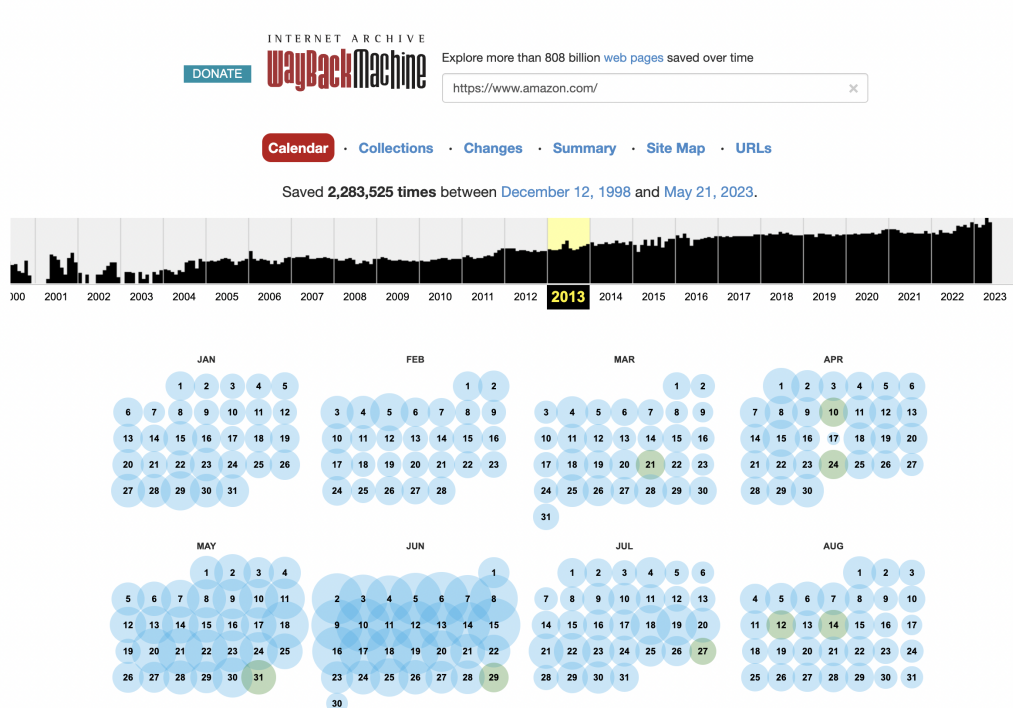 INTERNET ARCHIVE
WayBackMachine
DONATE
Explore more than 808 billion web pages saved over time
https://www.amazon.com/ ×
Calendar · Collections · Changes · Summary · Site Map · URLs
Saved 2,283,525 times between December 12, 1998 and May 21, 2023.
000 2001 2002 2003 2004 2005 2006 2007 2008 2009 2010 2011 2012 2013 2014 2015 2016 2017 2018 2019 2020 2021 2022 2023
JAN
1 2 3 4 5
6 7 8 9 10 11 12
13 14 15 16 17 18 19
20 21 22 23 24 25 26
27 28 29 30 31
FEB
1 2
3 4 5 6 7 8 9
10 11 12 13 14 15 16
17 18 19 20 21 22 23
24 25 26 27 28
MAR
1 2
3 4 5 6 7 8 9
10 11 12 13 14 15 16
17 18 19 20 21 22 23
24 25 26 27 28 29 30
31
APR
1 2 3 4 5 6
7 8 9 10 11 12 13
14 15 16 17 18 19 20
21 22 23 24 25 26 27
28 29 30
MAY
1 2 3 4
5 6 7 8 9 10 11
12 13 14 15 16 17 18
19 20 21 22 23 24 25
26 27 28 29 30 31
JUN
1
2 3 4 5 6 7 8
9 10 11 12 13 14 15
16 17 18 19 20 21 22
23 24 25 26 27 28 29
30
JUL
1 2 3 4 5 6
7 8 9 10 11 12 13
14 15 16 17 18 19 20
21 22 23 24 25 26 27
28 29 30 31
AUG
1 2 3
4 5 6 7 8 9 10
11 12 13 14 15 16 17
18 19 20 21 22 23 24
25 26 27 28 29 30 31